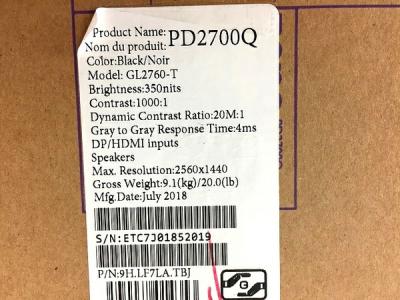 Product Name:
Nom du produit: PD2700Q
Color:Black/Noir
Model: GL2760-T
Brightness:350nits
Contrast:1000:1
Dynamic Contrast Ratio:20M:1
Gray to Gray Response Time:4ms
DP/HDMI inputs
Speakers
Max. Resolution:2560x1440
Gross Weight:9.1(kg)/20.0(lb)
Mfg.Date:July 2018
S/N:ETC7J01852019
P/N:9H.LF7LA.TBJ